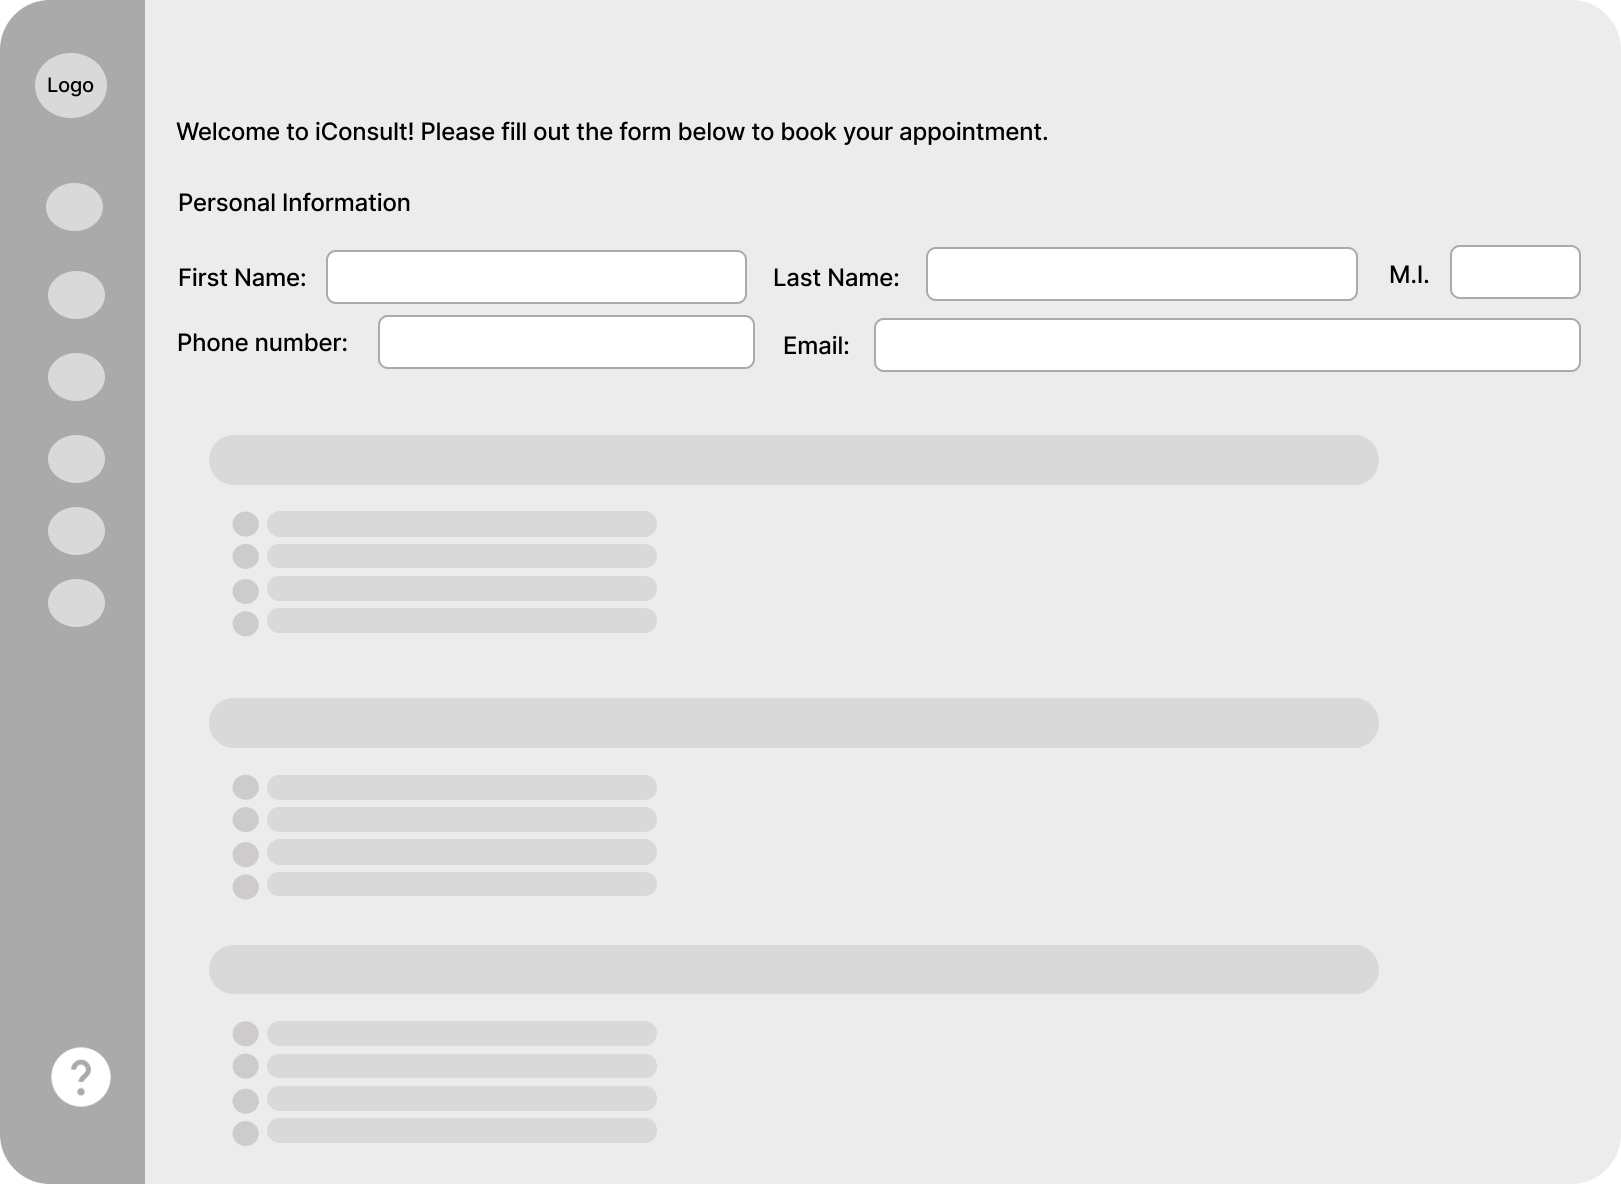 Logo
Welcome to iConsult! Please fill out the form below to book your appointment.
Personal Information
First Name: Last Name: M.I.
Phone number: Email:
?